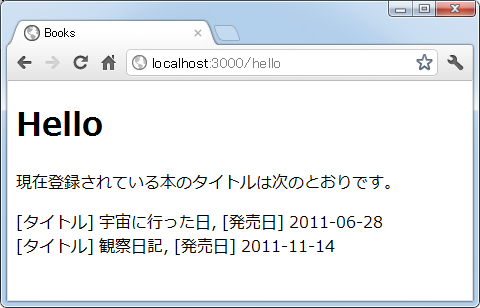 Books
localhost:3000/hello
Hello
現在登録されている本のタイトルは次のとおりです。
[タイトル] 宇宙に行った日, [発売日] 2011-06-28
[タイトル] 観察日記, [発売日] 2011-11-14